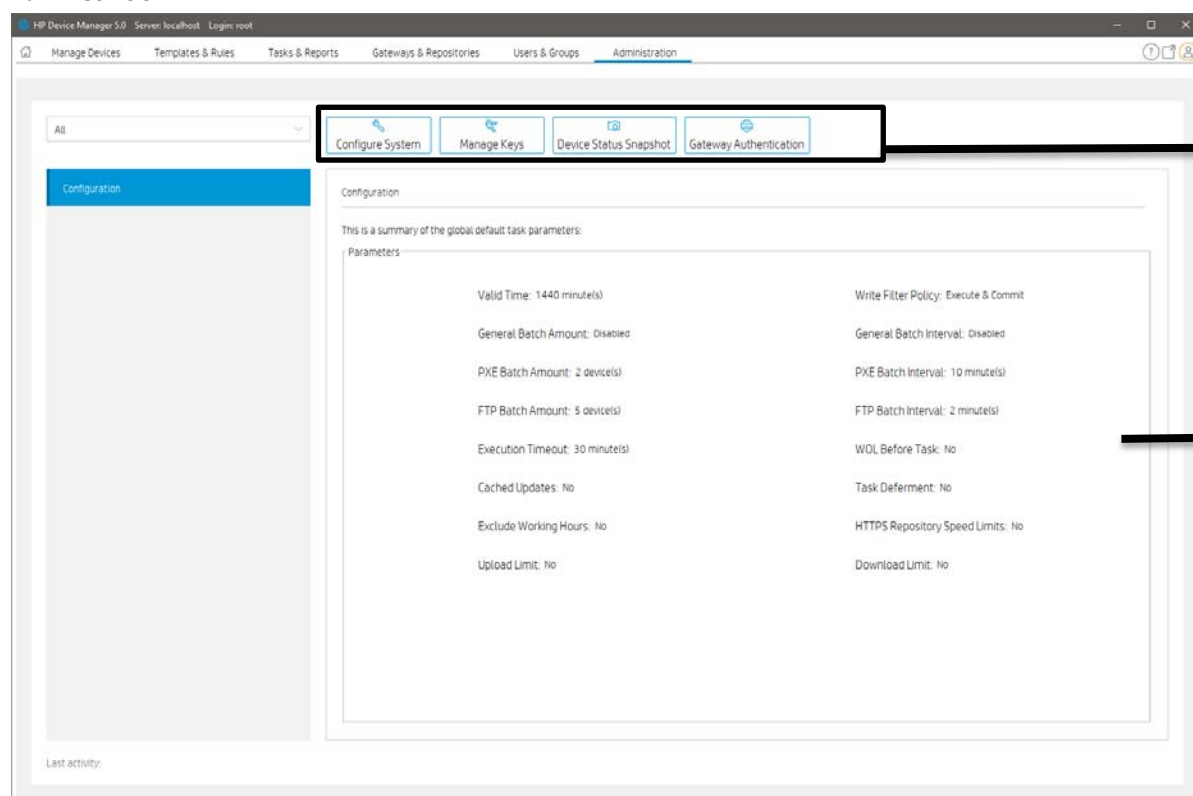 HP Device Manager 5.0 Server: localhost Login: root
Manage Devices Templates & Rules Tasks & Reports Gateways & Repositories Users & Groups Administration
All
Configure System Manage Keys Device Status Snapshot Gateway Authentication
Configuration
Configuration
This is a summary of the global default task parameters:
Parameters
Valid Time: 1440 minute(s) Write Filter Policy: Execute & Commit
General Batch Amount: Disabled General Batch Interval: Disabled
PXE Batch Amount: 2 device(s) PXE Batch Interval: 10 minute(s)
FTP Batch Amount: 5 device(s) FTP Batch Interval: 2 minute(s)
Execution Timeout: 30 minute(s) WOL Before Task: No
Cached Updates: No Task Deferment: No
Exclude Working Hours: No HTTPS Repository Speed Limits: No
Upload Limit: No Download Limit: No
Last activity: